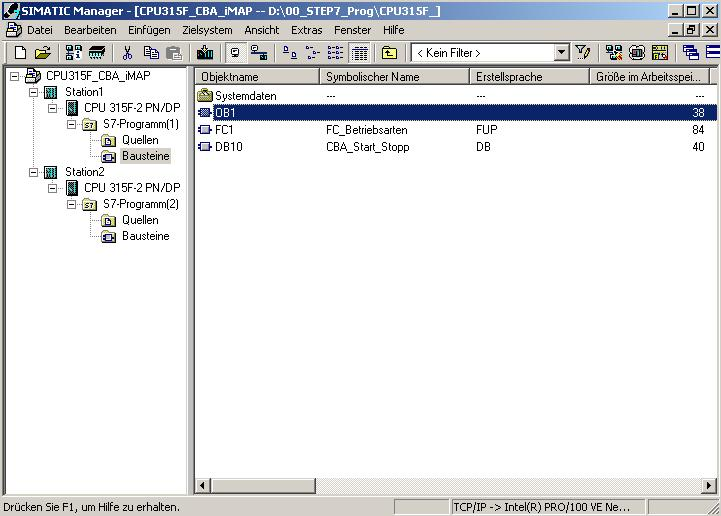 SIMATIC Manager - [CPU315F_CBA_iMAP -- D:\00_STEP7_Prog\CPU315F_]
Datei Bearbeiten Einfügen Zielsystem Ansicht Extras Fenster Hilfe
< Kein Filter >
CPU315F_CBA_iMAP
Station1
CPU 315F-2 PN/DP
S7-Programm(1)
Quellen
Bausteine
Station2
CPU 315F-2 PN/DP
S7-Programm(2)
Quellen
Bausteine
Objektname Symbolischer Name Erstellsprache Größe im Arbeitsspei...
Systemdaten --- --- ---
OB1 38
FC1 FC_Betriebsarten FUP 84
DB10 CBA_Start_Stopp DB 40
Drücken Sie F1, um Hilfe zu erhalten. TCP/IP -> Intel(R) PRO/100 VE Ne...